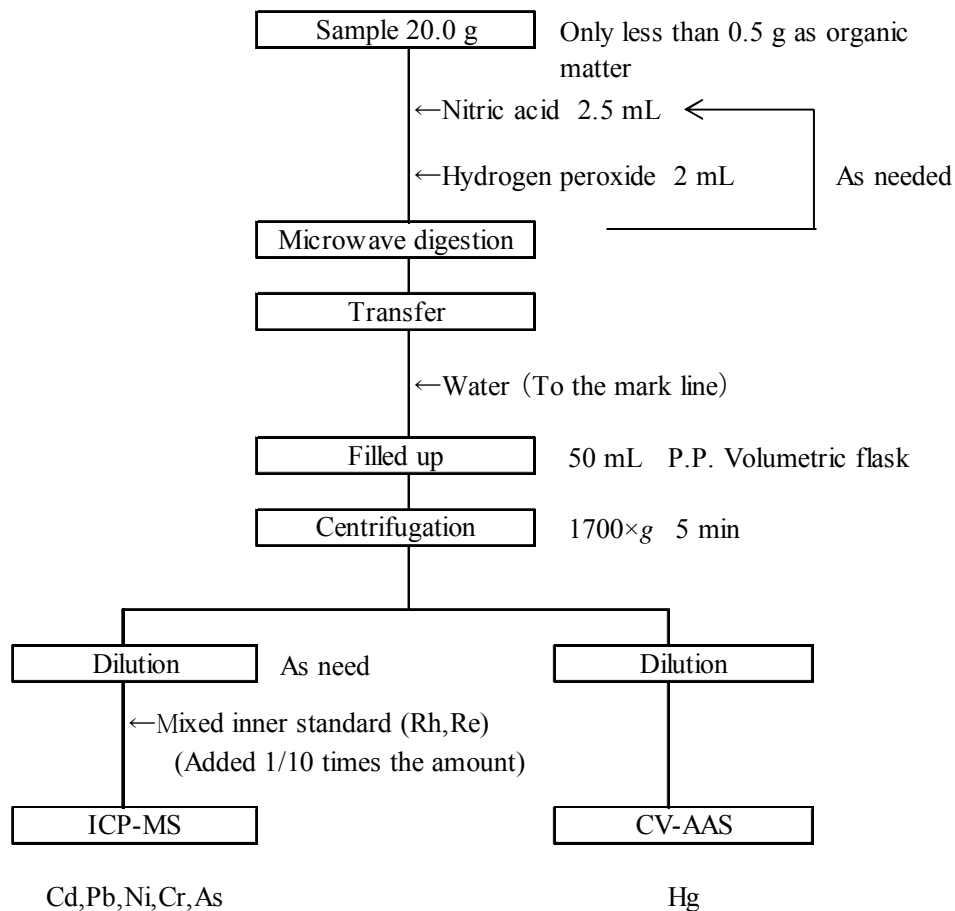 Sample 20.0 g
Only less than 0.5 g as organic
matter
←Nitric acid 2.5 mL
←Hydrogen peroxide 2 mL
As needed
Microwave digestion
Transfer
←Water (To the mark line)
Filled up
50 mL P.P. Volumetric flask
Centrifugation
1700×g 5 min
Dilution
As need
Dilution
←Mixed inner standard (Rh,Re)
(Added 1/10 times the amount)
ICP-MS
CV-AAS
Cd,Pb,Ni,Cr,As
Hg